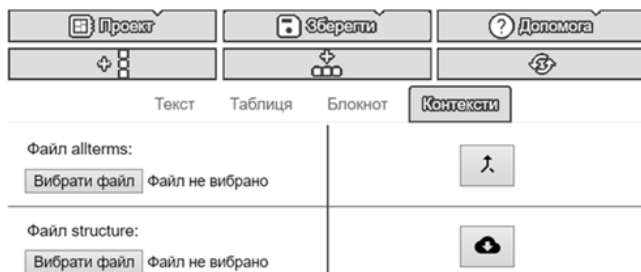 Проект Зберегти Допомога
Текст Таблиця Блокнот Контексти
Файл allterms:
Вибрати файл Файл не вибрано
Файл structure:
Вибрати файл Файл не вибрано